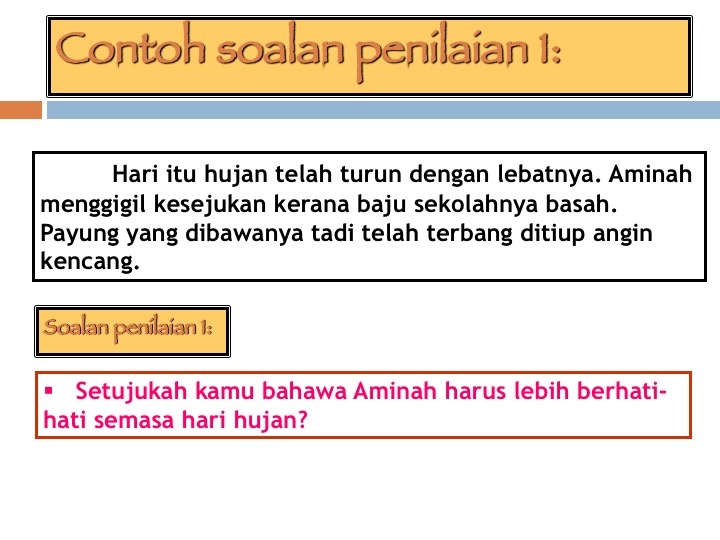 Contoh soalan penilaian 1:
Hari itu hujan telah turun dengan lebatnya. Aminah
menggigil kesejukan kerana baju sekolahnya basah.
Payung yang dibawanya tadi telah terbang ditiup angin
kencang.
Soalan penilaian 1:
▪ Setujukah kamu bahawa Aminah harus lebih berhati-
hati semasa hari hujan?